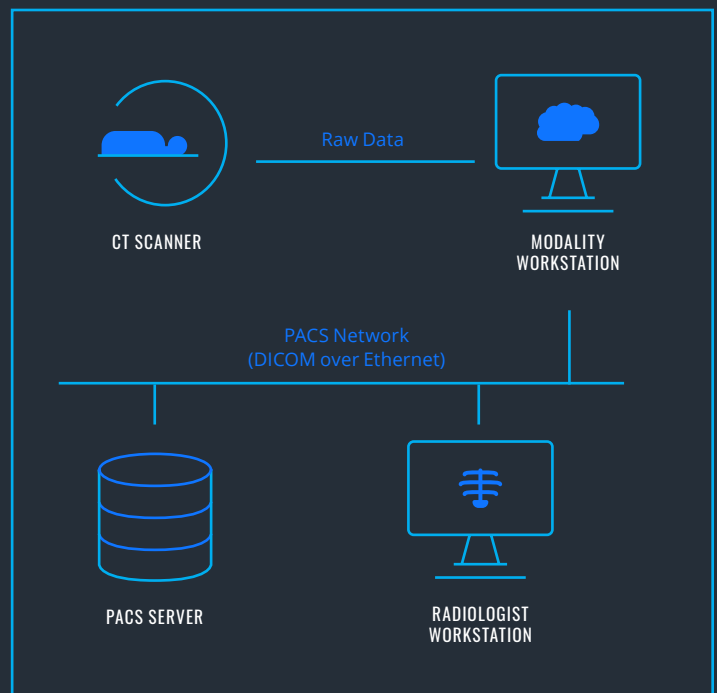 Raw Data
CT SCANNER
MODALITY
WORKSTATION
PACS Network
(DICOM over Ethernet)
PACS SERVER
RADIOLOGIST
WORKSTATION